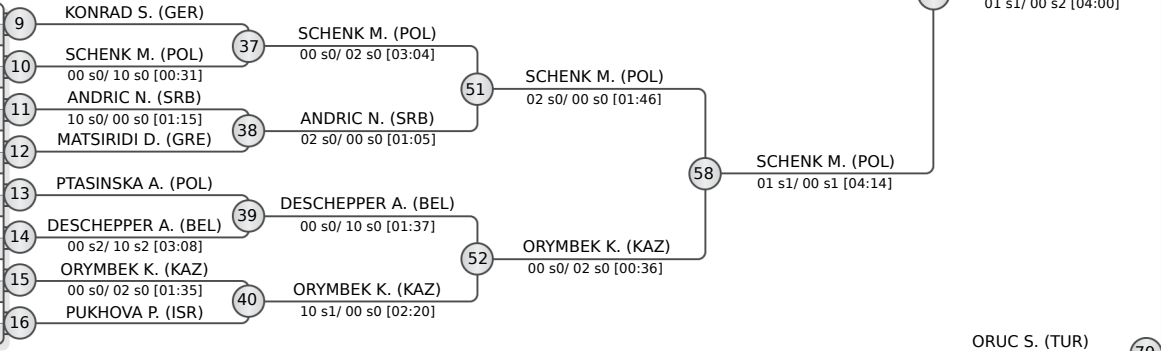 01 s1/ 00 s2 [04:00]
9
KONRAD S. (GER)
37
SCHENK M. (POL)
00 s0/ 02 s0 [03:04]
10
SCHENK M. (POL)
00 s0/ 10 s0 [00:31]
51
SCHENK M. (POL)
02 s0/ 00 s0 [01:46]
11
ANDRIC N. (SRB)
10 s0/ 00 s0 [01:15]
38
ANDRIC N. (SRB)
02 s0/ 00 s0 [01:05]
12
MATSIRIDI D. (GRE)
58
SCHENK M. (POL)
01 s1/ 00 s1 [04:14]
13
PTASINSKA A. (POL)
39
DESCHEPPER A. (BEL)
00 s0/ 10 s0 [01:37]
14
DESCHEPPER A. (BEL)
00 s2/ 10 s2 [03:08]
52
ORYMBEK K. (KAZ)
00 s0/ 02 s0 [00:36]
15
ORYMBEK K. (KAZ)
00 s0/ 02 s0 [01:35]
40
ORYMBEK K. (KAZ)
10 s1/ 00 s0 [02:20]
16
PUKHOVA P. (ISR)
ORUC S. (TUR)